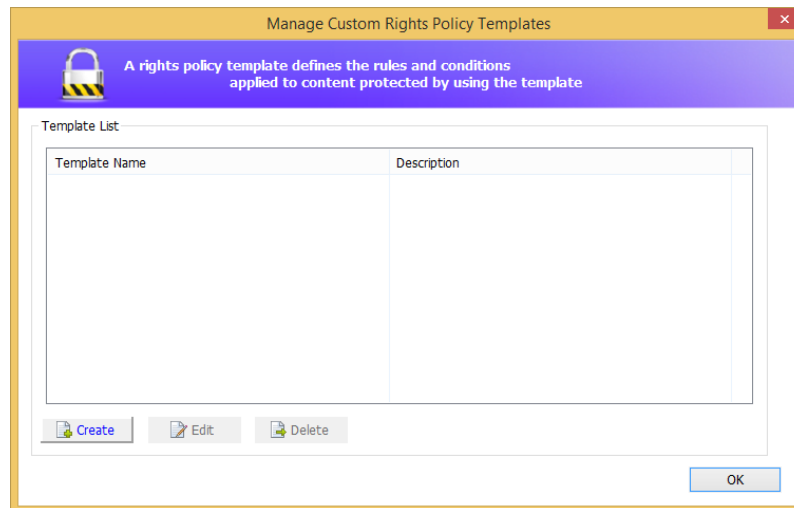 Manage Custom Rights Policy Templates
A rights policy template defines the rules and conditions
applied to content protected by using the template
Template List
Template Name Description
Create Edit Delete
OK